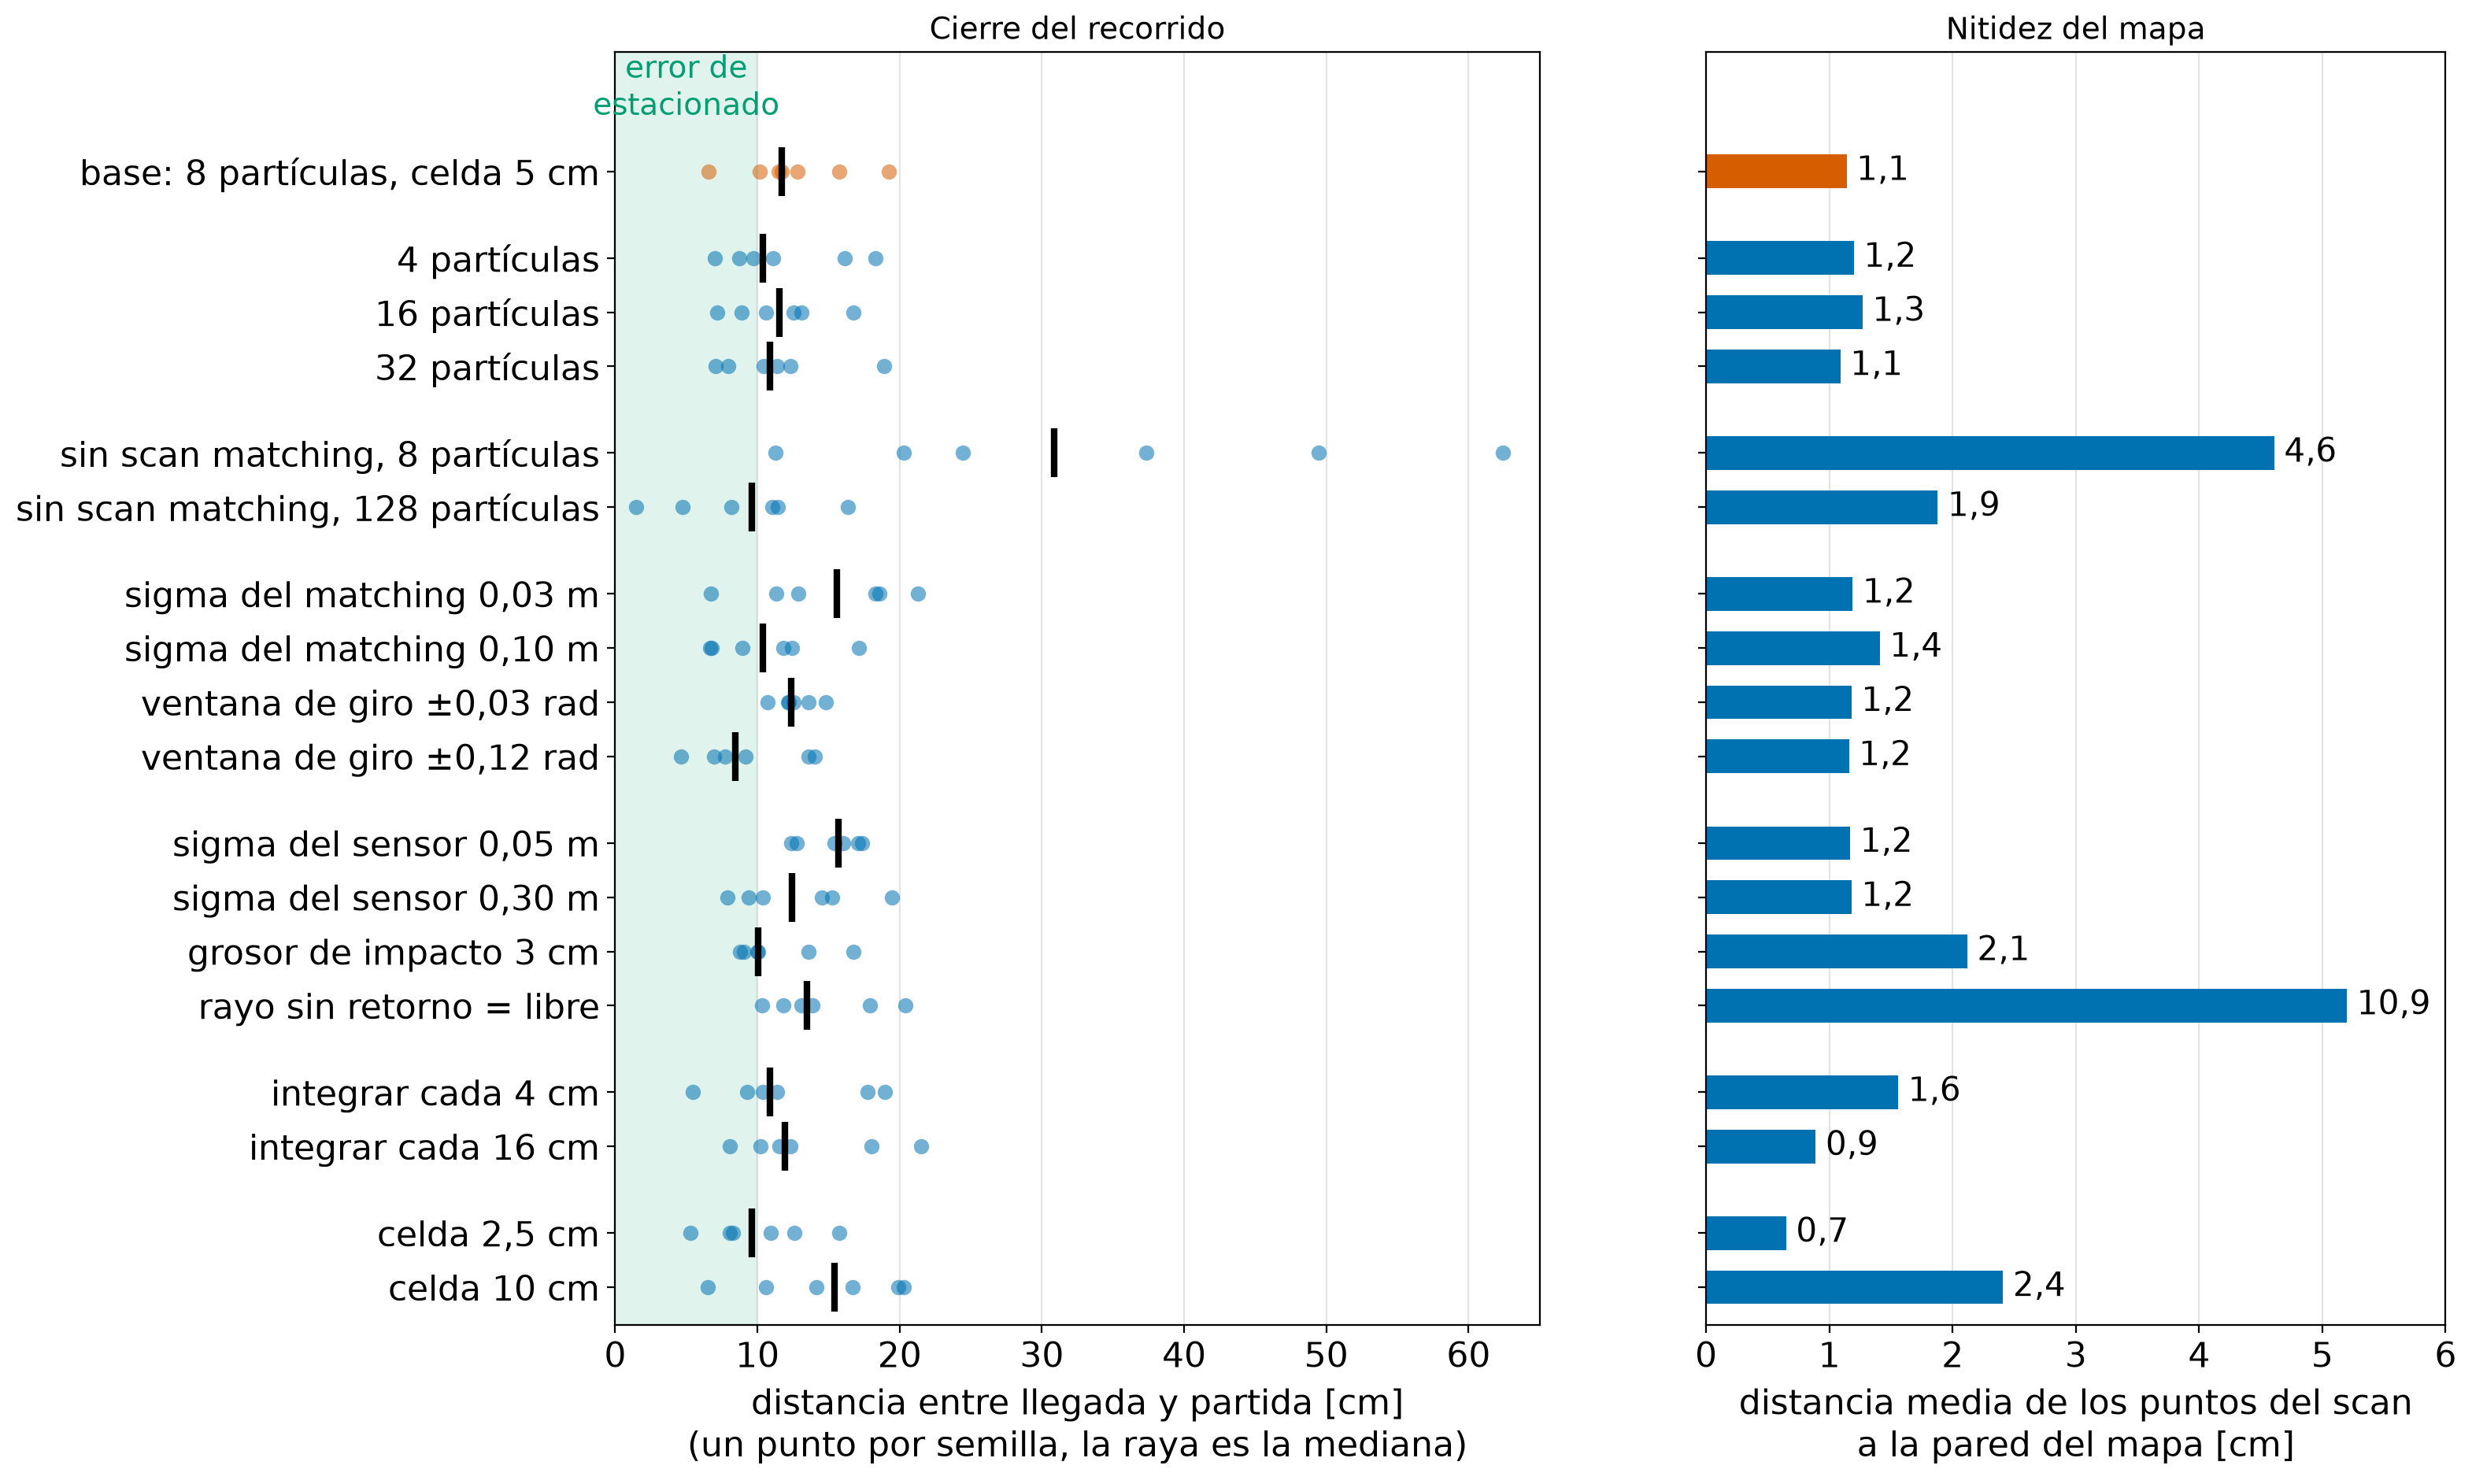 Cierre del recorrido
Nitidez del mapa
error de
estacionado
base: 8 partículas, celda 5 cm
1,1
4 partículas
1,2
16 partículas
1,3
32 partículas
1,1
sin scan matching, 8 partículas
4,6
sin scan matching, 128 partículas
1,9
sigma del matching 0,03 m
1,2
sigma del matching 0,10 m
1,4
ventana de giro ±0,03 rad
1,2
ventana de giro ±0,12 rad
1,2
sigma del sensor 0,05 m
1,2
sigma del sensor 0,30 m
1,2
grosor de impacto 3 cm
2,1
rayo sin retorno = libre
10,9
integrar cada 4 cm
1,6
integrar cada 16 cm
0,9
celda 2,5 cm
0,7
celda 10 cm
2,4
0 10 20 30 40 50 60
0 1 2 3 4 5 6
distancia entre llegada y partida [cm]
(un punto por semilla, la raya es la mediana)
distancia media de los puntos del scan
a la pared del mapa [cm]